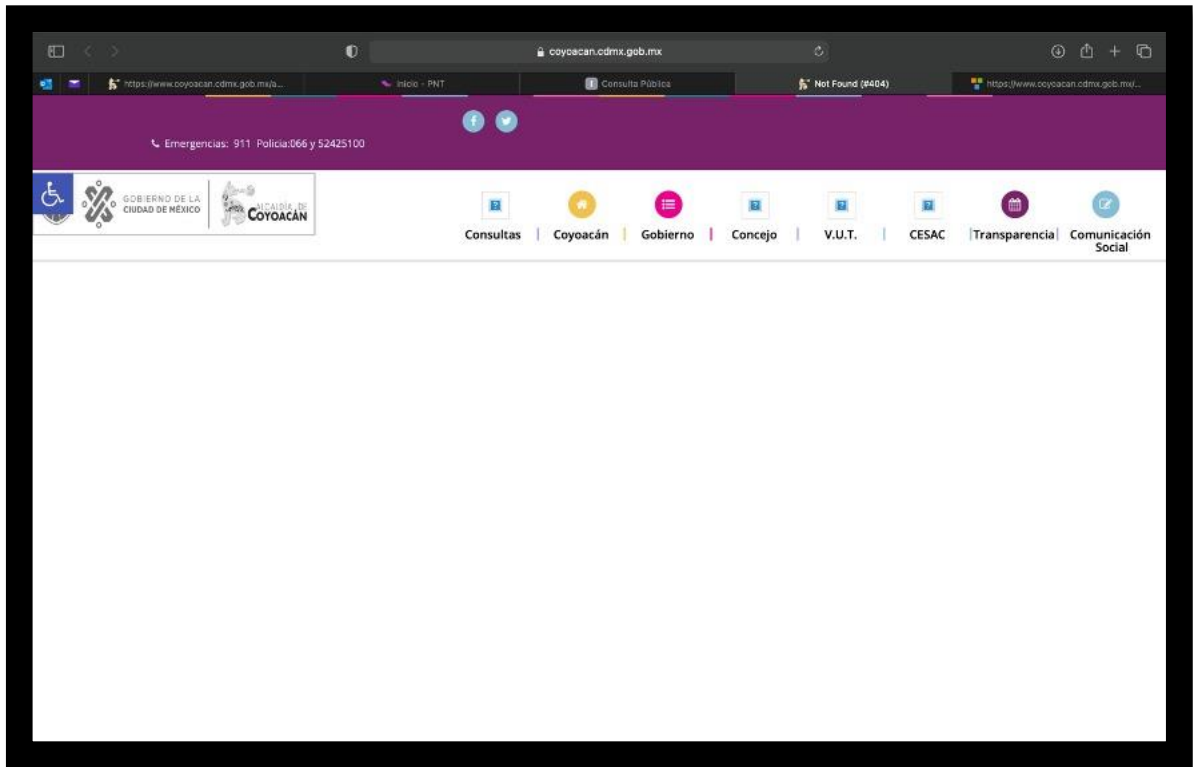 coyoacan.cdmx.gob.mx
https://www.coyoacan.cdmx.gob.mx/a...
Inicio - PNT
Consulta Pública
Not Found (#404)
https://www.coyoacan.cdmx.gob.mx/...
Emergencias: 911 Policia:066 y 52425100
GOBIERNO DE LA
CIUDAD DE MÉXICO
ALCALDÍA DE
COYOACÁN
Consultas | Coyoacán | Gobierno | Concejo | V.U.T. | CESAC |Transparencia| Comunicación
Social